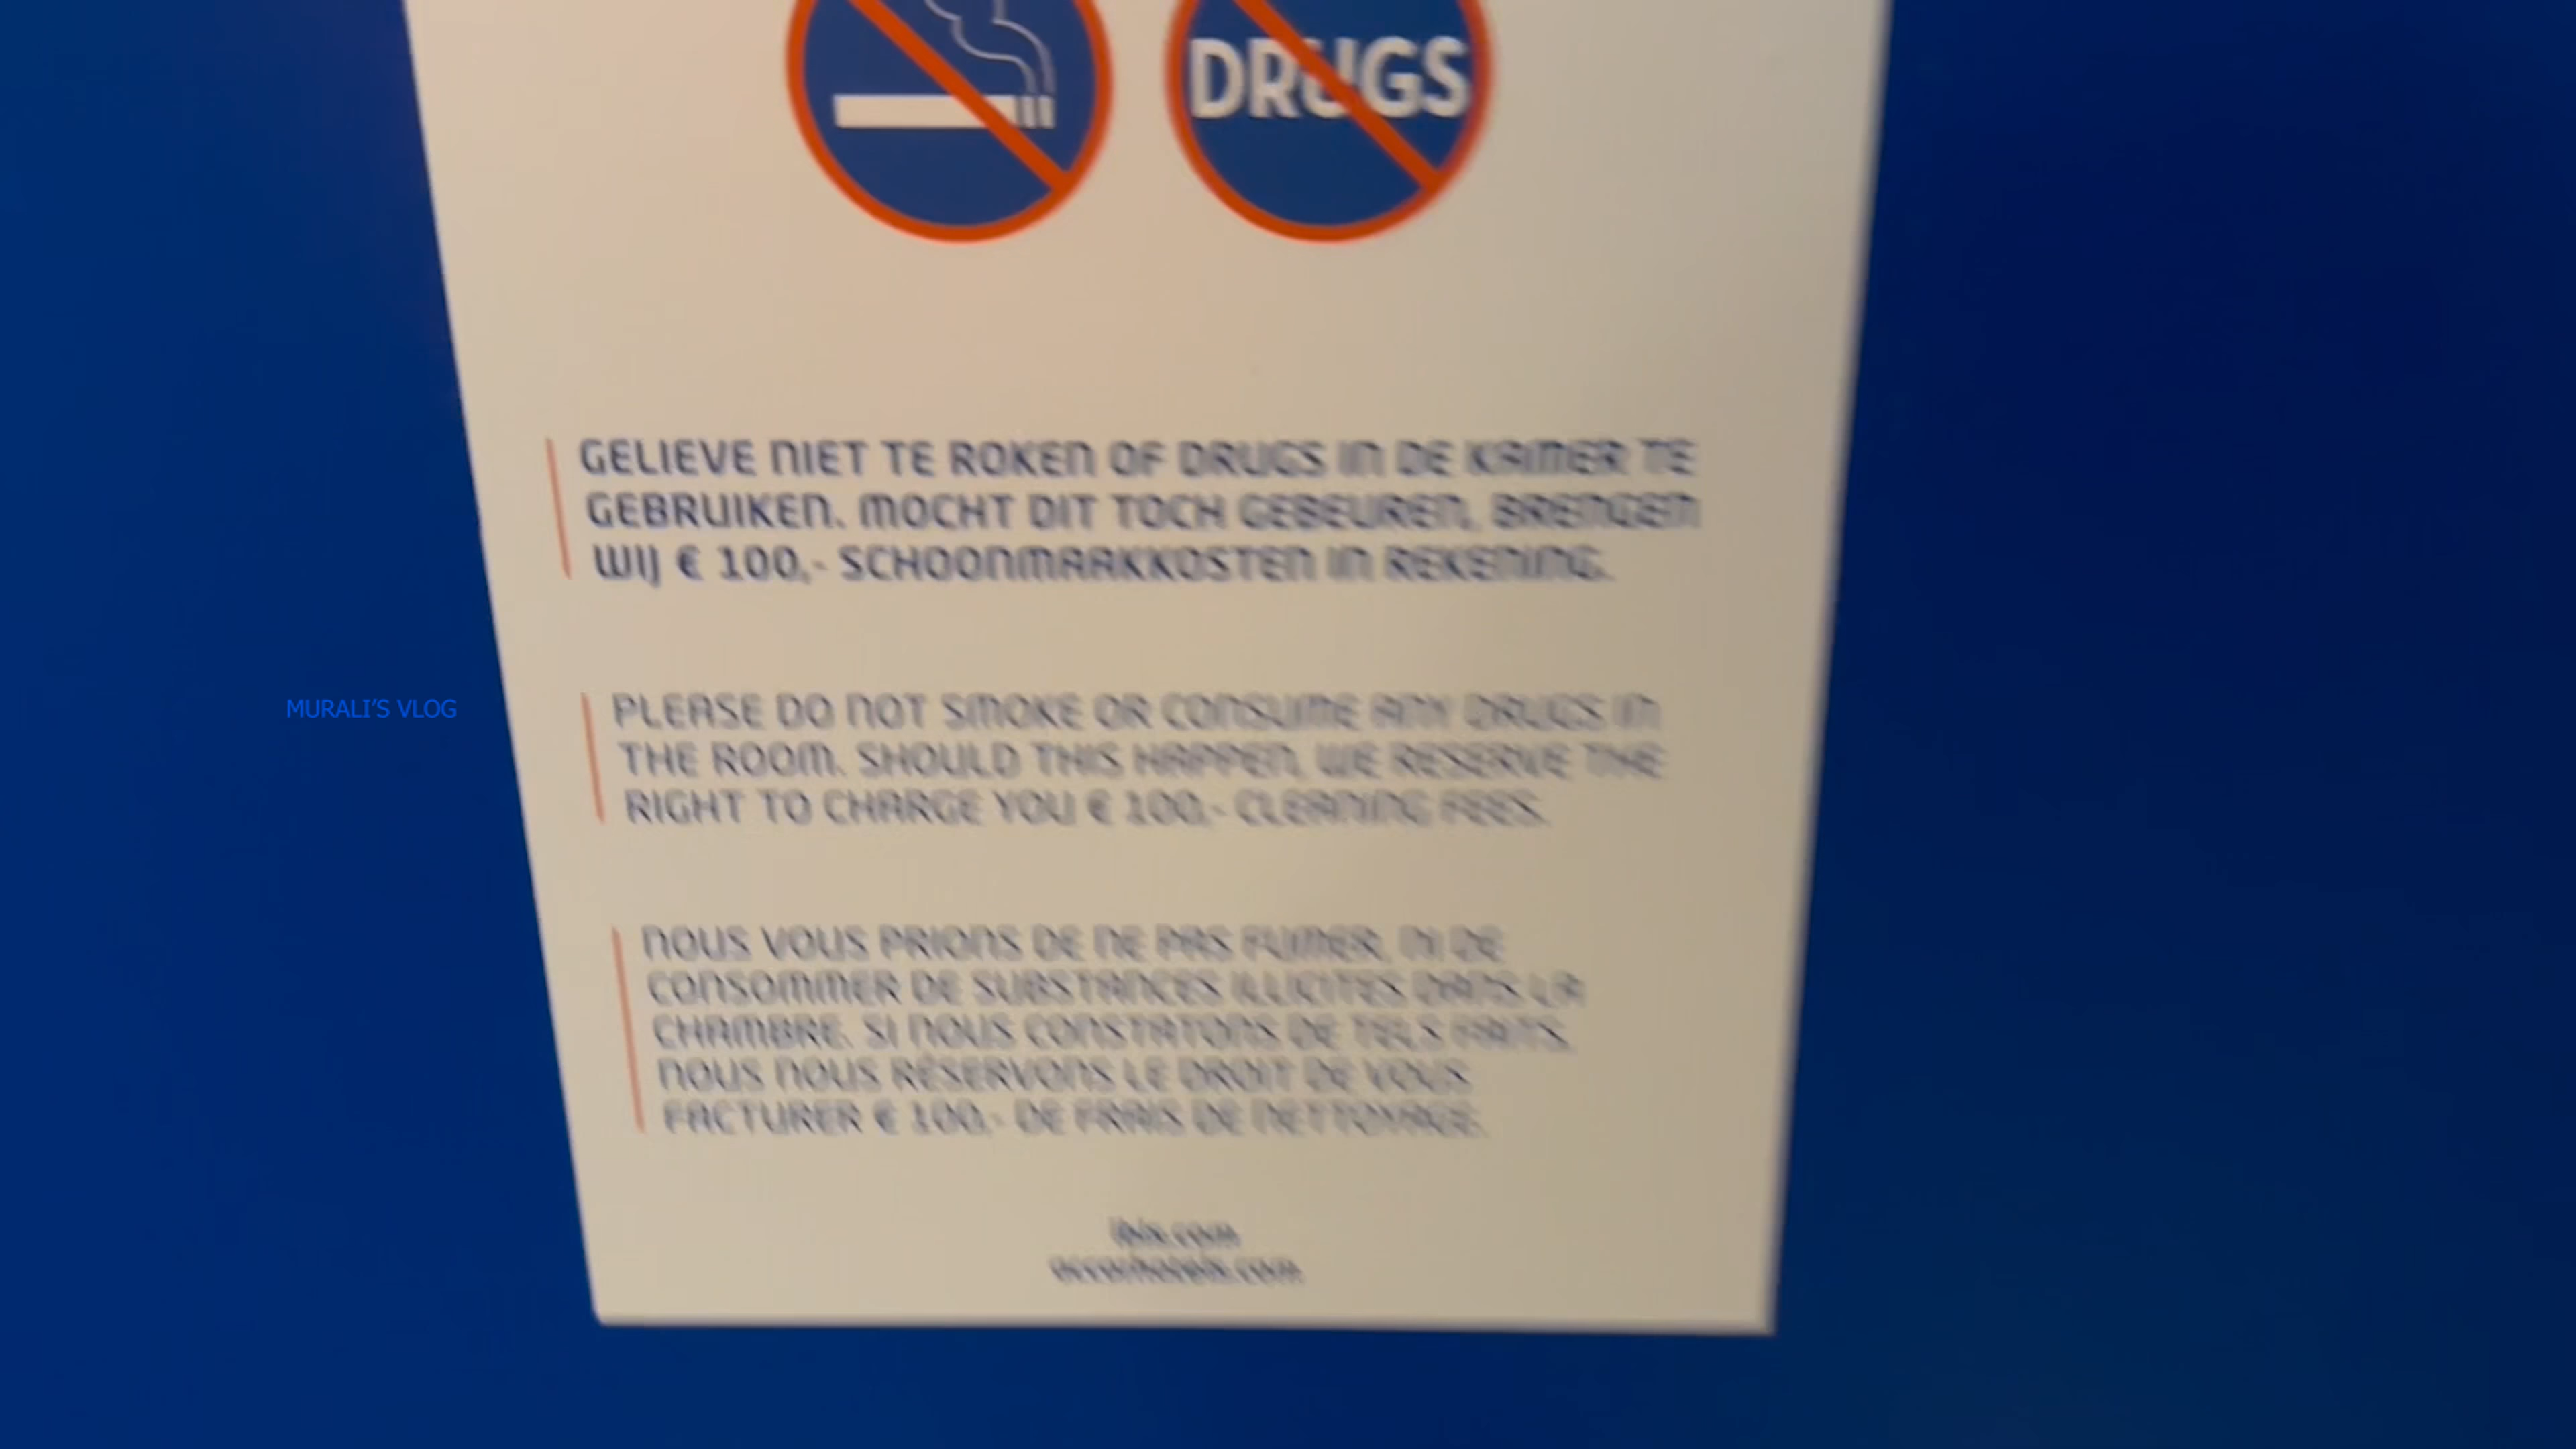 DRUGS
GELIEVE NIET TE ROKEN OF DRUGS IN DE KAMER TE
GEBRUIKEN. MOCHT DIT TOCH GEBEUREN, BRENGEN
WIJ € 100,- SCHOONMAAKKOSTEN IN REKENING.
MURALI'S VLOG
PLEASE DO NOT SMOKE OR CONSUME ANY DRUGS IN
THE ROOM. SHOULD THIS HAPPEN, WE RESERVE THE
RIGHT TO CHARGE YOU € 100,- CLEANING FEES.
NOUS VOUS PRIONS DE NE PAS FUMER, NI DE
CONSOMMER DE SUBSTANCES ILLICITES DANS LA
CHAMBRE. SI NOUS CONSTATONS DE TELS FAITS,
NOUS NOUS RÉSERVONS LE DROIT DE VOUS
FACTURER € 100,- DE FRAIS DE NETTOYAGE.
ibis.com
accorhotels.com